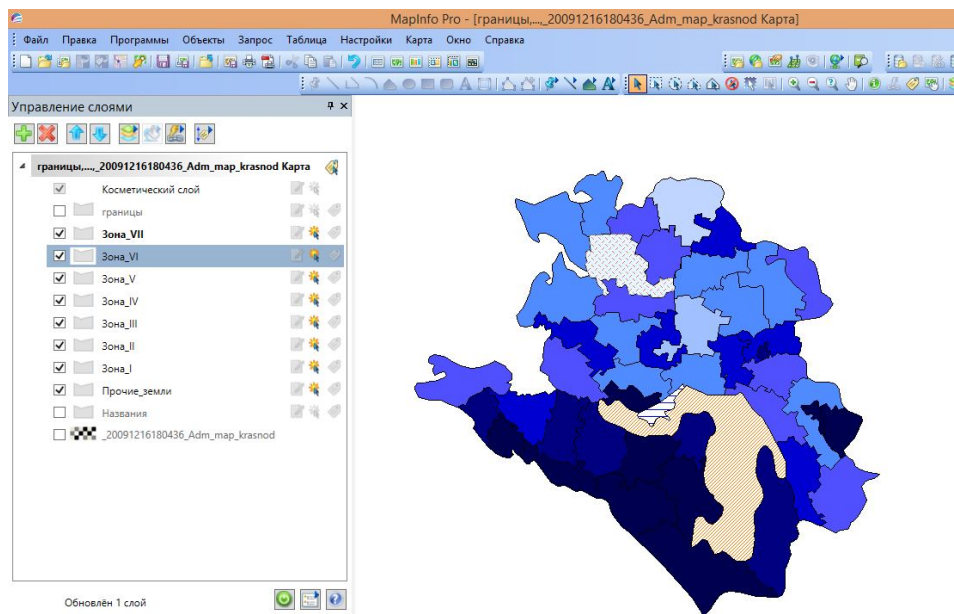 MapInfo Pro - [границы,...,_20091216180436_Adm_map_krasnod Карта]
Файл Правка Программы Объекты Запрос Таблица Настройки Карта Окно Справка
Управление слоями
границы,...,_20091216180436_Adm_map_krasnod Карта
Косметический слой
границы
Зона_VII
Зона_VI
Зона_V
Зона_IV
Зона_III
Зона_II
Зона_I
Прочие_земли
Названия
_20091216180436_Adm_map_krasnod
Обновлён 1 слой